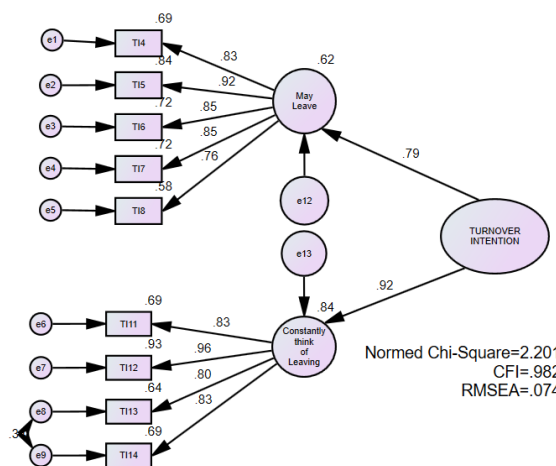 .69
e1
TI4
.83
.62
.84
e2
TI5
.92
May
Leave
.72
e3
TI6
.85
.72
.85
e4
TI7
.76
.79
.58
e5
TI8
e12
TURNOVER
INTENTION
e13
.92
.84
.69
e6
TI11
.83
Constantly
think
of
Leaving
.93
e7
TI12
.96
Normed Chi-Square=2.201
CFI=.982
RMSEA=.074
.64
.80
e8
TI13
.83
.69
e9
TI14